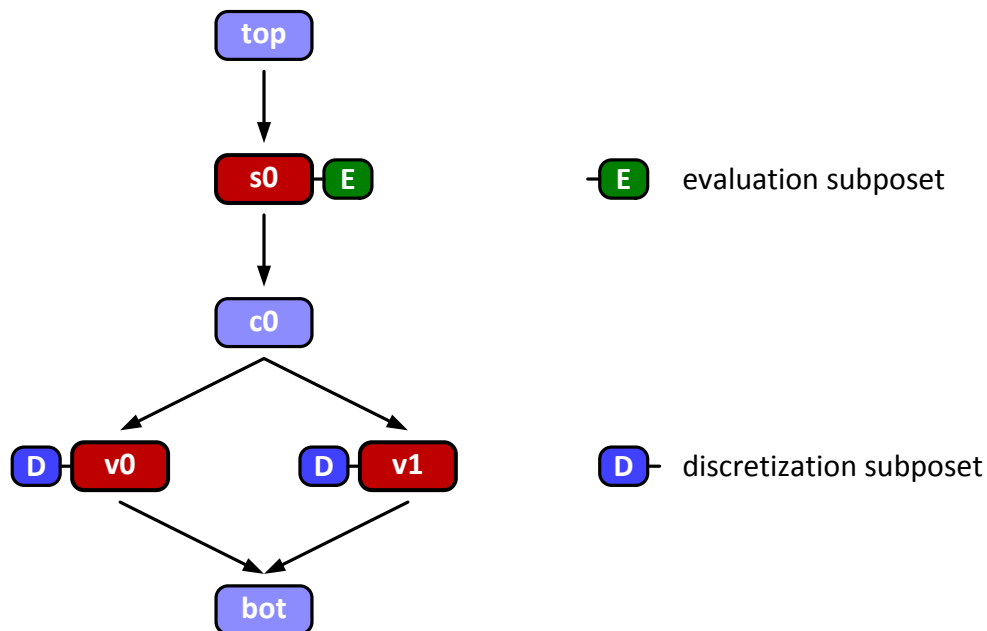 top
s0 E
E evaluation subposet
c0
D v0
D v1
D discretization subposet
bot